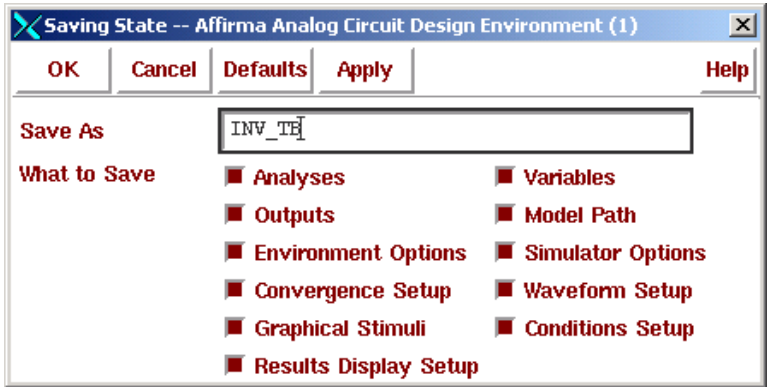 Saving State -- Affirma Analog Circuit Design Environment (1)
OK Cancel Defaults Apply Help
Save As INV_TB
What to Save Analyses Variables
Outputs Model Path
Environment Options Simulator Options
Convergence Setup Waveform Setup
Graphical Stimuli Conditions Setup
Results Display Setup